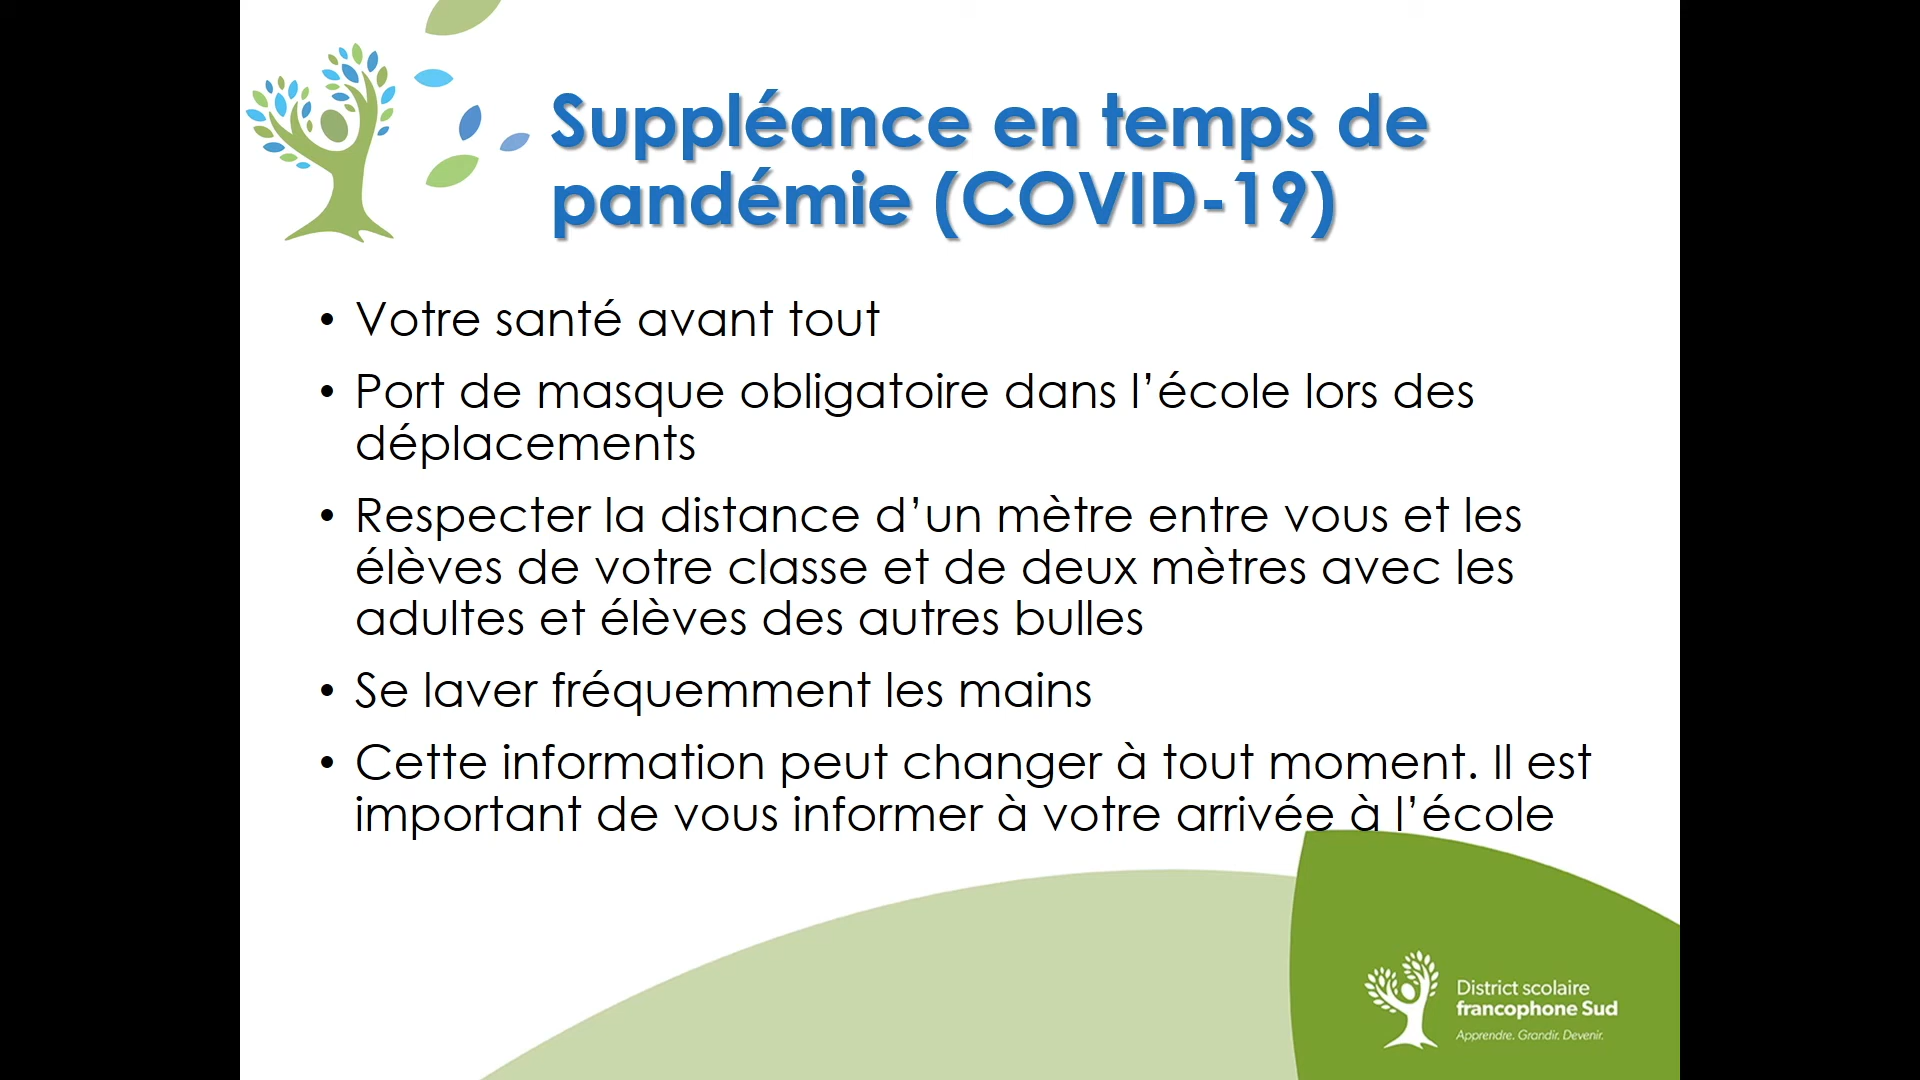 Suppléance en temps de
pandémie (COVID-19)
• Votre santé avant tout
• Port de masque obligatoire dans l’école lors des
déplacements
• Respecter la distance d’un mètre entre vous et les
élèves de votre classe et de deux mètres avec les
adultes et élèves des autres bulles
• Se laver fréquemment les mains
• Cette information peut changer à tout moment. Il est
important de vous informer à votre arrivée à l’école
District scolaire
francophone Sud
Apprendre. Grandir. Devenir.